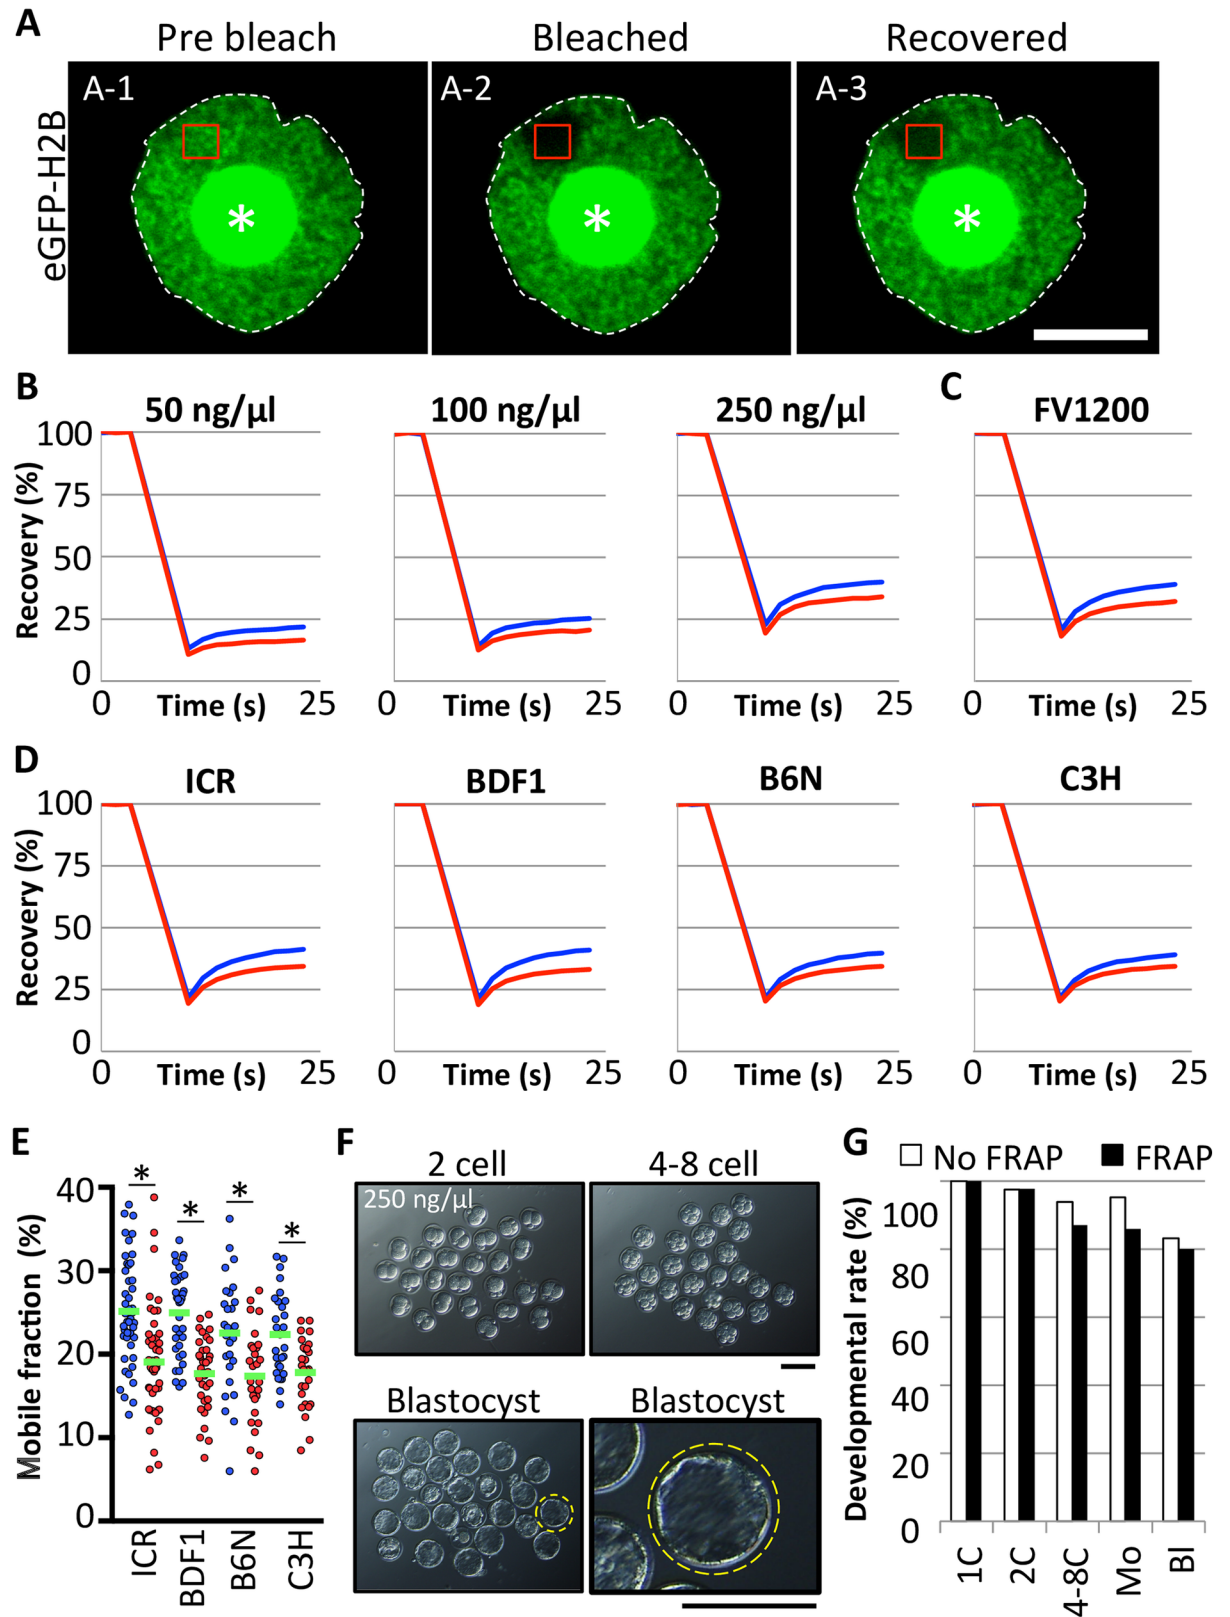 A
Pre bleach Bleached Recovered
eGFP-H2B
A-1 A-2 A-3
* * *
B C
50 ng/µl 100 ng/µl 250 ng/µl FV1200
Recovery (%)
100
75
50
25
0
0 Time (s) 25 0 Time (s) 25 0 Time (s) 25 0 Time (s) 25
D
ICR BDF1 B6N C3H
Recovery (%)
100
75
50
25
0
0 Time (s) 25 0 Time (s) 25 0 Time (s) 25 0 Time (s) 25
E
Mobile fraction (%)
40
30
20
10
0
* * * *
ICR BDF1 B6N C3H
F
2 cell 4-8 cell
250 ng/µl
Blastocyst Blastocyst
G
No FRAP FRAP
Developmental rate (%)
100
80
60
40
20
0
1C 2C 4-8C Mo Bl